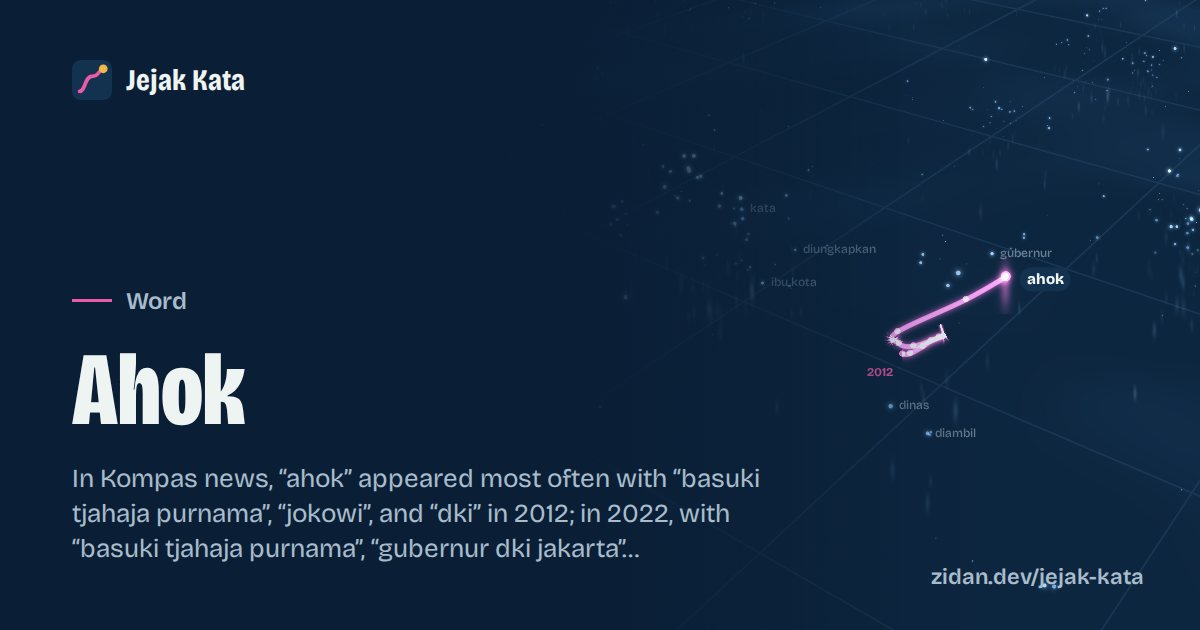 Jejak Kata
kata
diungkapkan
gubernur
ibu kota
ahok
Word
Ahok
2012
dinas
diambil
In Kompas news, “ahok” appeared most often with “basuki
tjahaja purnama”, “jokowi”, and “dki” in 2012; in 2022, with
“basuki tjahaja purnama”, “gubernur dki jakarta”…
zidan.dev/jejak-kata